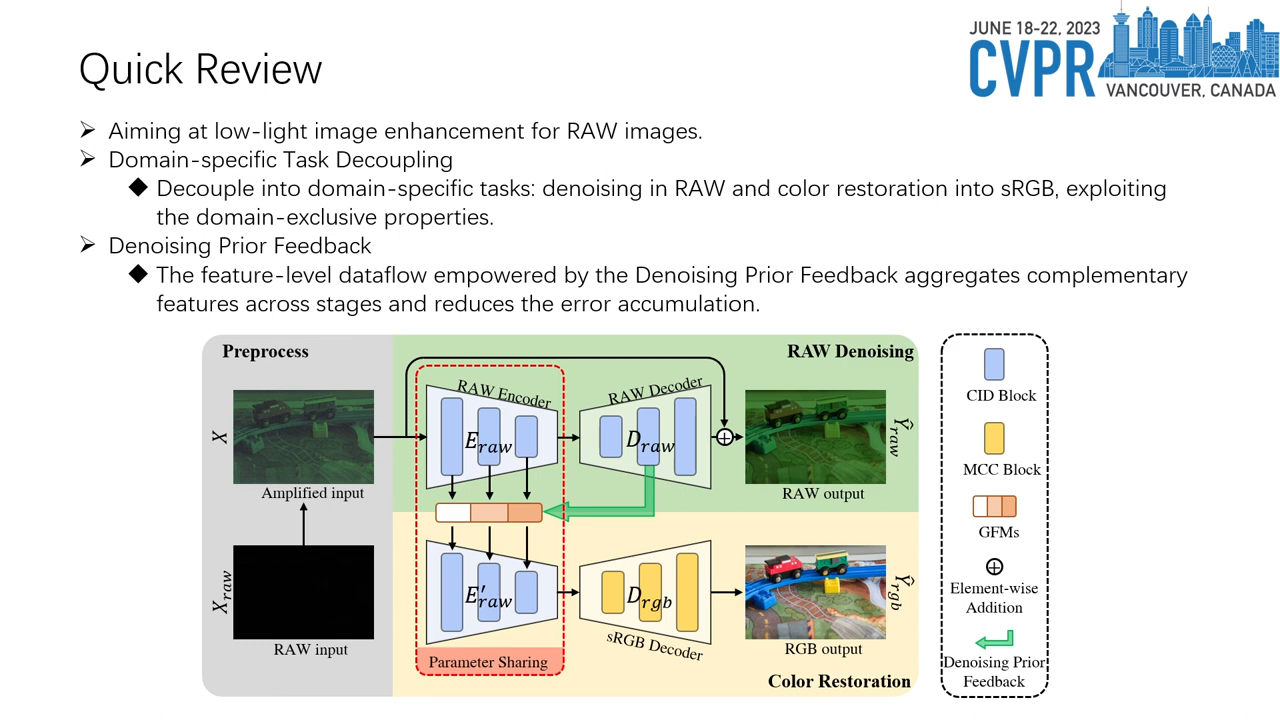 JUNE 18-22, 2023
CVPR
VANCOUVER, CANADA
Quick Review
➢ Aiming at low-light image enhancement for RAW images.
➢ Domain-specific Task Decoupling
◆ Decouple into domain-specific tasks: denoising in RAW and color restoration into sRGB, exploiting
the domain-exclusive properties.
➢ Denoising Prior Feedback
◆ The feature-level dataflow empowered by the Denoising Prior Feedback aggregates complementary
features across stages and reduces the error accumulation.
Preprocess
RAW Denoising
RAW Encoder
RAW Decoder
X
E_raw
D_raw
Ŷ_raw
Amplified input
RAW output
X_raw
E'_raw
D_rgb
Ŷ_rgb
sRGB Decoder
RAW input
RGB output
Parameter Sharing
Color Restoration
CID Block
MCC Block
GFMs
Element-wise
Addition
Denoising Prior
Feedback